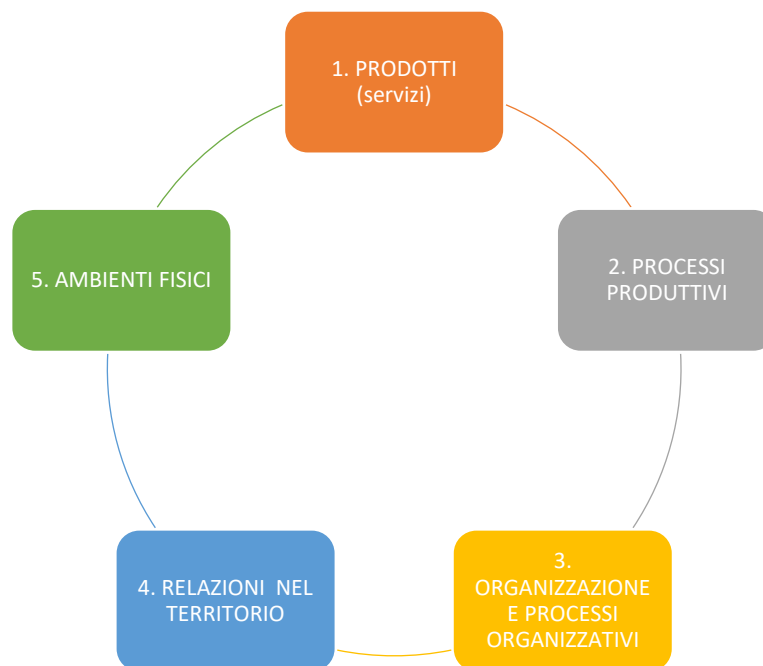 1. PRODOTTI
(servizi)
2. PROCESSI
PRODUTTIVI
3.
ORGANIZZAZIONE
E PROCESSI
ORGANIZZATIVI
4. RELAZIONI NEL
TERRITORIO
5. AMBIENTI FISICI